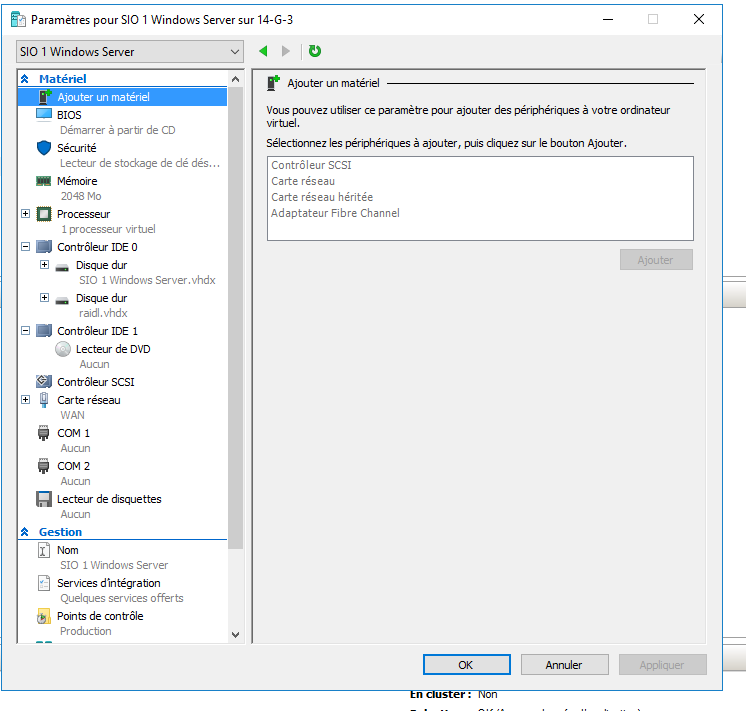 Paramètres pour SIO 1 Windows Server sur 14-G-3
SIO 1 Windows Server
Matériel
Ajouter un matériel
BIOS
Démarrer à partir de CD
Sécurité
Lecteur de stockage de clé dés...
Mémoire
2048 Mo
Processeur
1 processeur virtuel
Contrôleur IDE 0
Disque dur
SIO 1 Windows Server.vhdx
Disque dur
raidl.vhdx
Contrôleur IDE 1
Lecteur de DVD
Aucun
Contrôleur SCSI
Carte réseau
WAN
COM 1
Aucun
COM 2
Aucun
Lecteur de disquettes
Aucun
Gestion
Nom
SIO 1 Windows Server
Services d'intégration
Quelques services offerts
Points de contrôle
Production
Ajouter un matériel
Vous pouvez utiliser ce paramètre pour ajouter des périphériques à votre ordinateur
virtuel.
Sélectionnez les périphériques à ajouter, puis cliquez sur le bouton Ajouter.
Contrôleur SCSI
Carte réseau
Carte réseau héritée
Adaptateur Fibre Channel
Ajouter
OK
Annuler
Appliquer
En cluster : Non